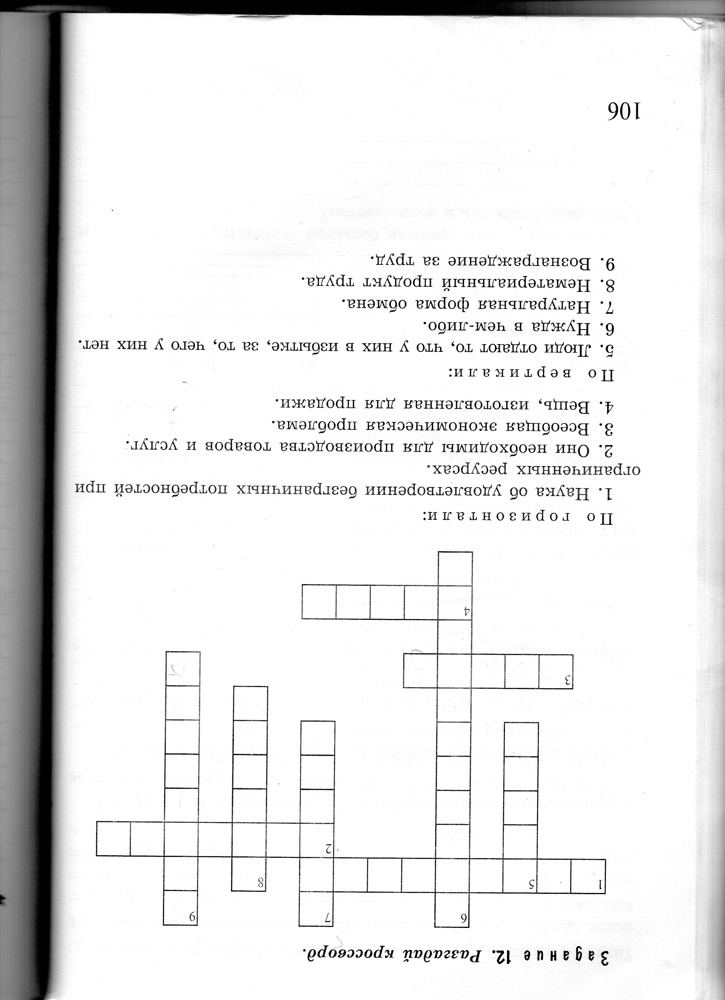 Задание 12. Разгадай кроссворд.
6 7 9
1 5 8
2
3
4
По горизонтали:
1. Наука об удовлетворении безграничных потребностей при
ограниченных ресурсах.
2. Они необходимы для производства товаров и услуг.
3. Всеобщая экономическая проблема.
4. Вещь, изготовленная для продажи.
По вертикали:
5. Люди отдают то, что у них в избытке, за то, чего у них нет.
6. Нужда в чем-либо.
7. Натуральная форма обмена.
8. Нематериальный продукт труда.
9. Вознаграждение за труд.
106